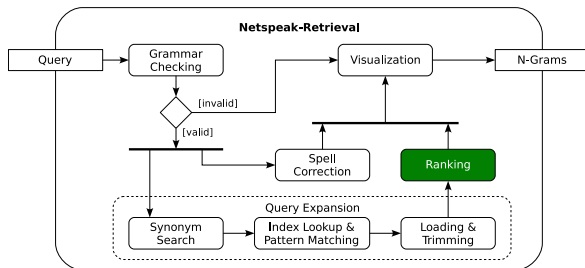 Netspeak-Retrieval
Query
Grammar
Checking
Visualization
N-Grams
[invalid]
[valid]
Spell
Correction
Ranking
Query Expansion
Synonym
Search
Index Lookup &
Pattern Matching
Loading &
Trimming